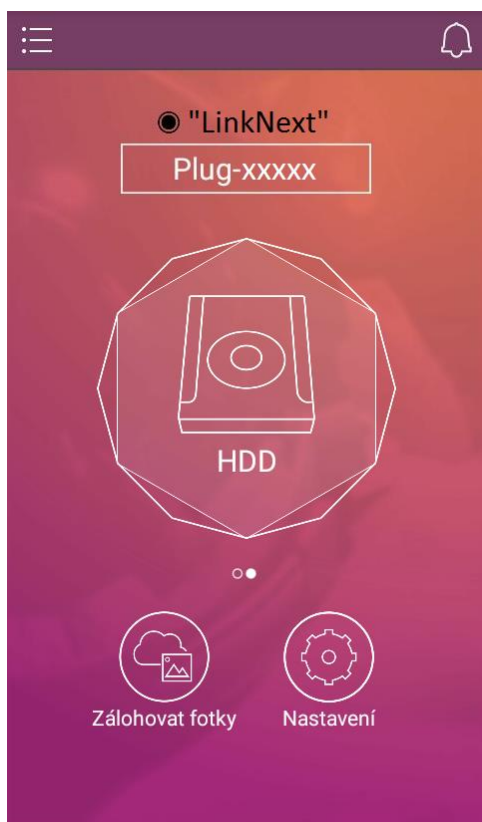 "LinkNext"
Plug-xxxxx
HDD
Zálohovat fotky
Nastavení